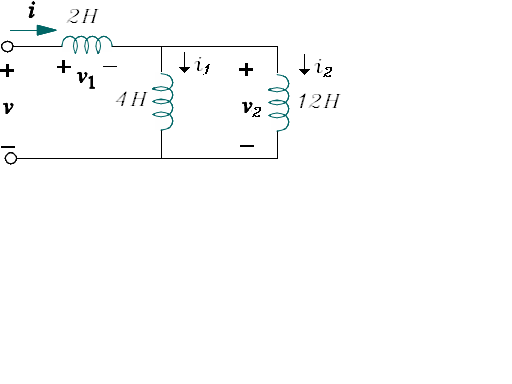 i 2H
+ v1 −
+ i1 + i2
v 4H v2 12H
− −